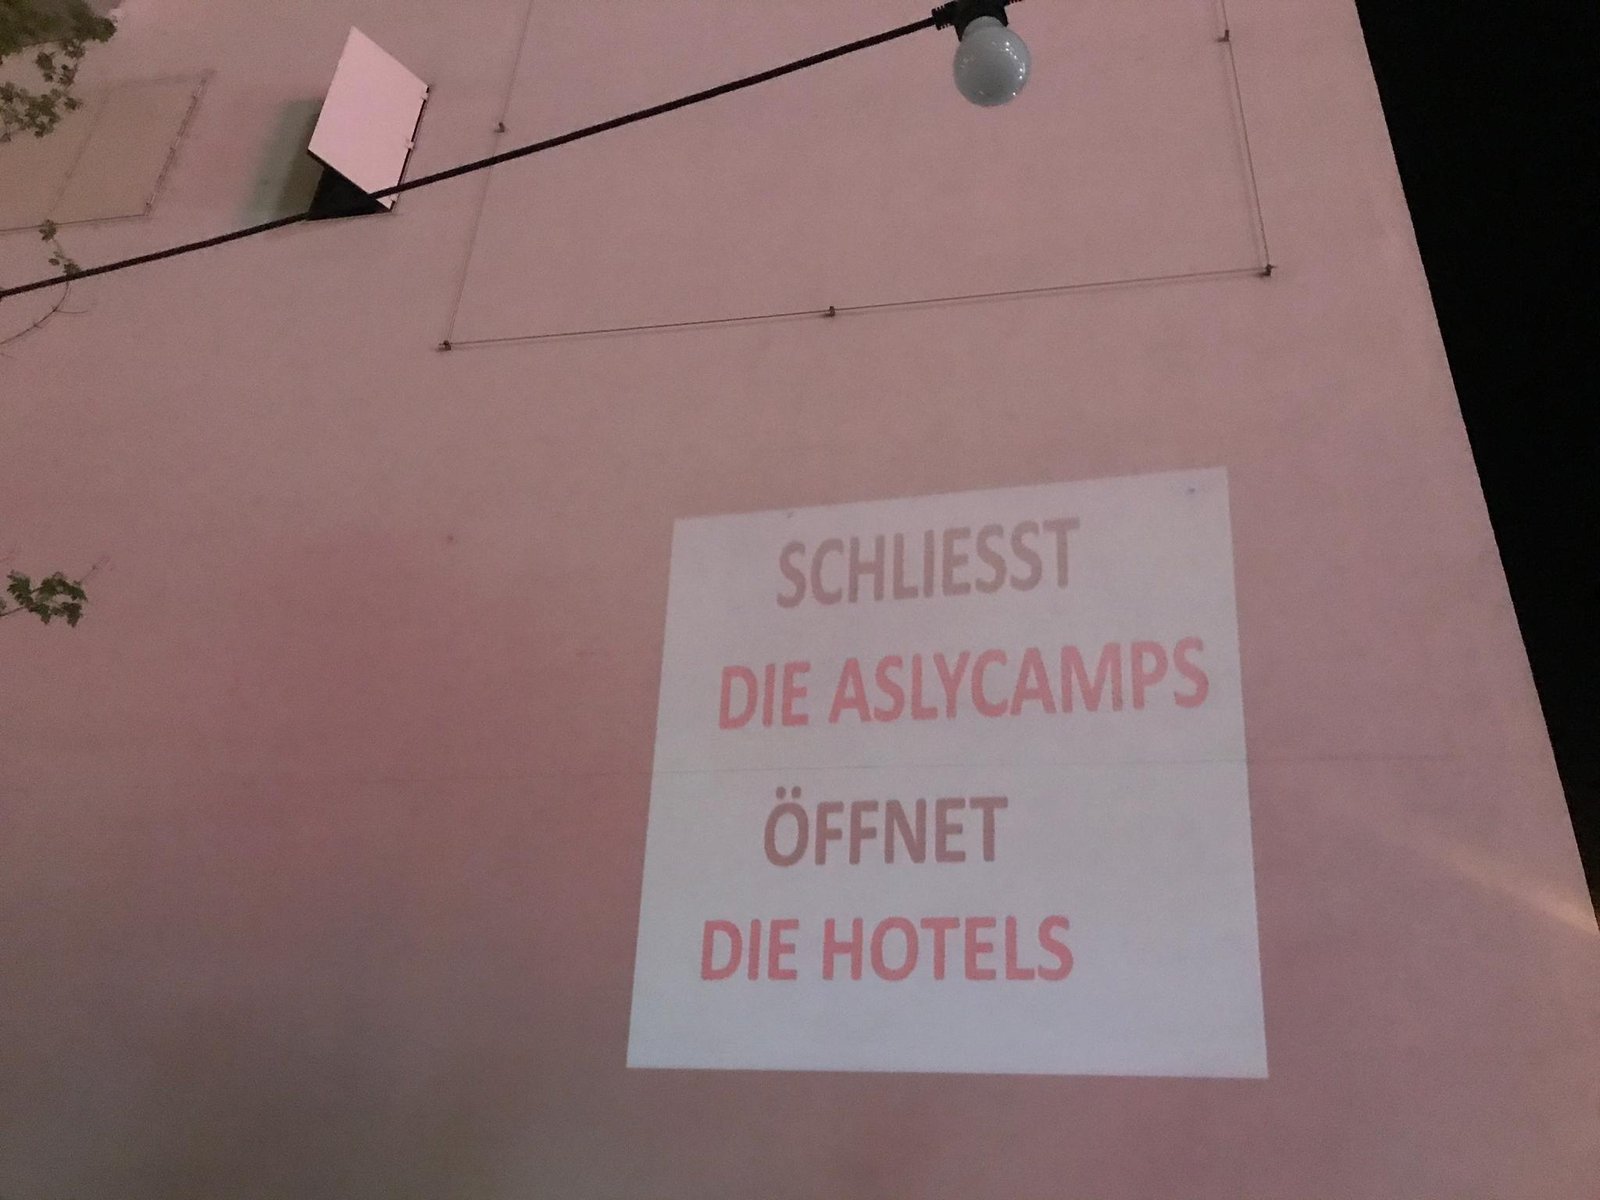 SCHLIESST
DIE ASLYCAMPS
ÖFFNET
DIE HOTELS